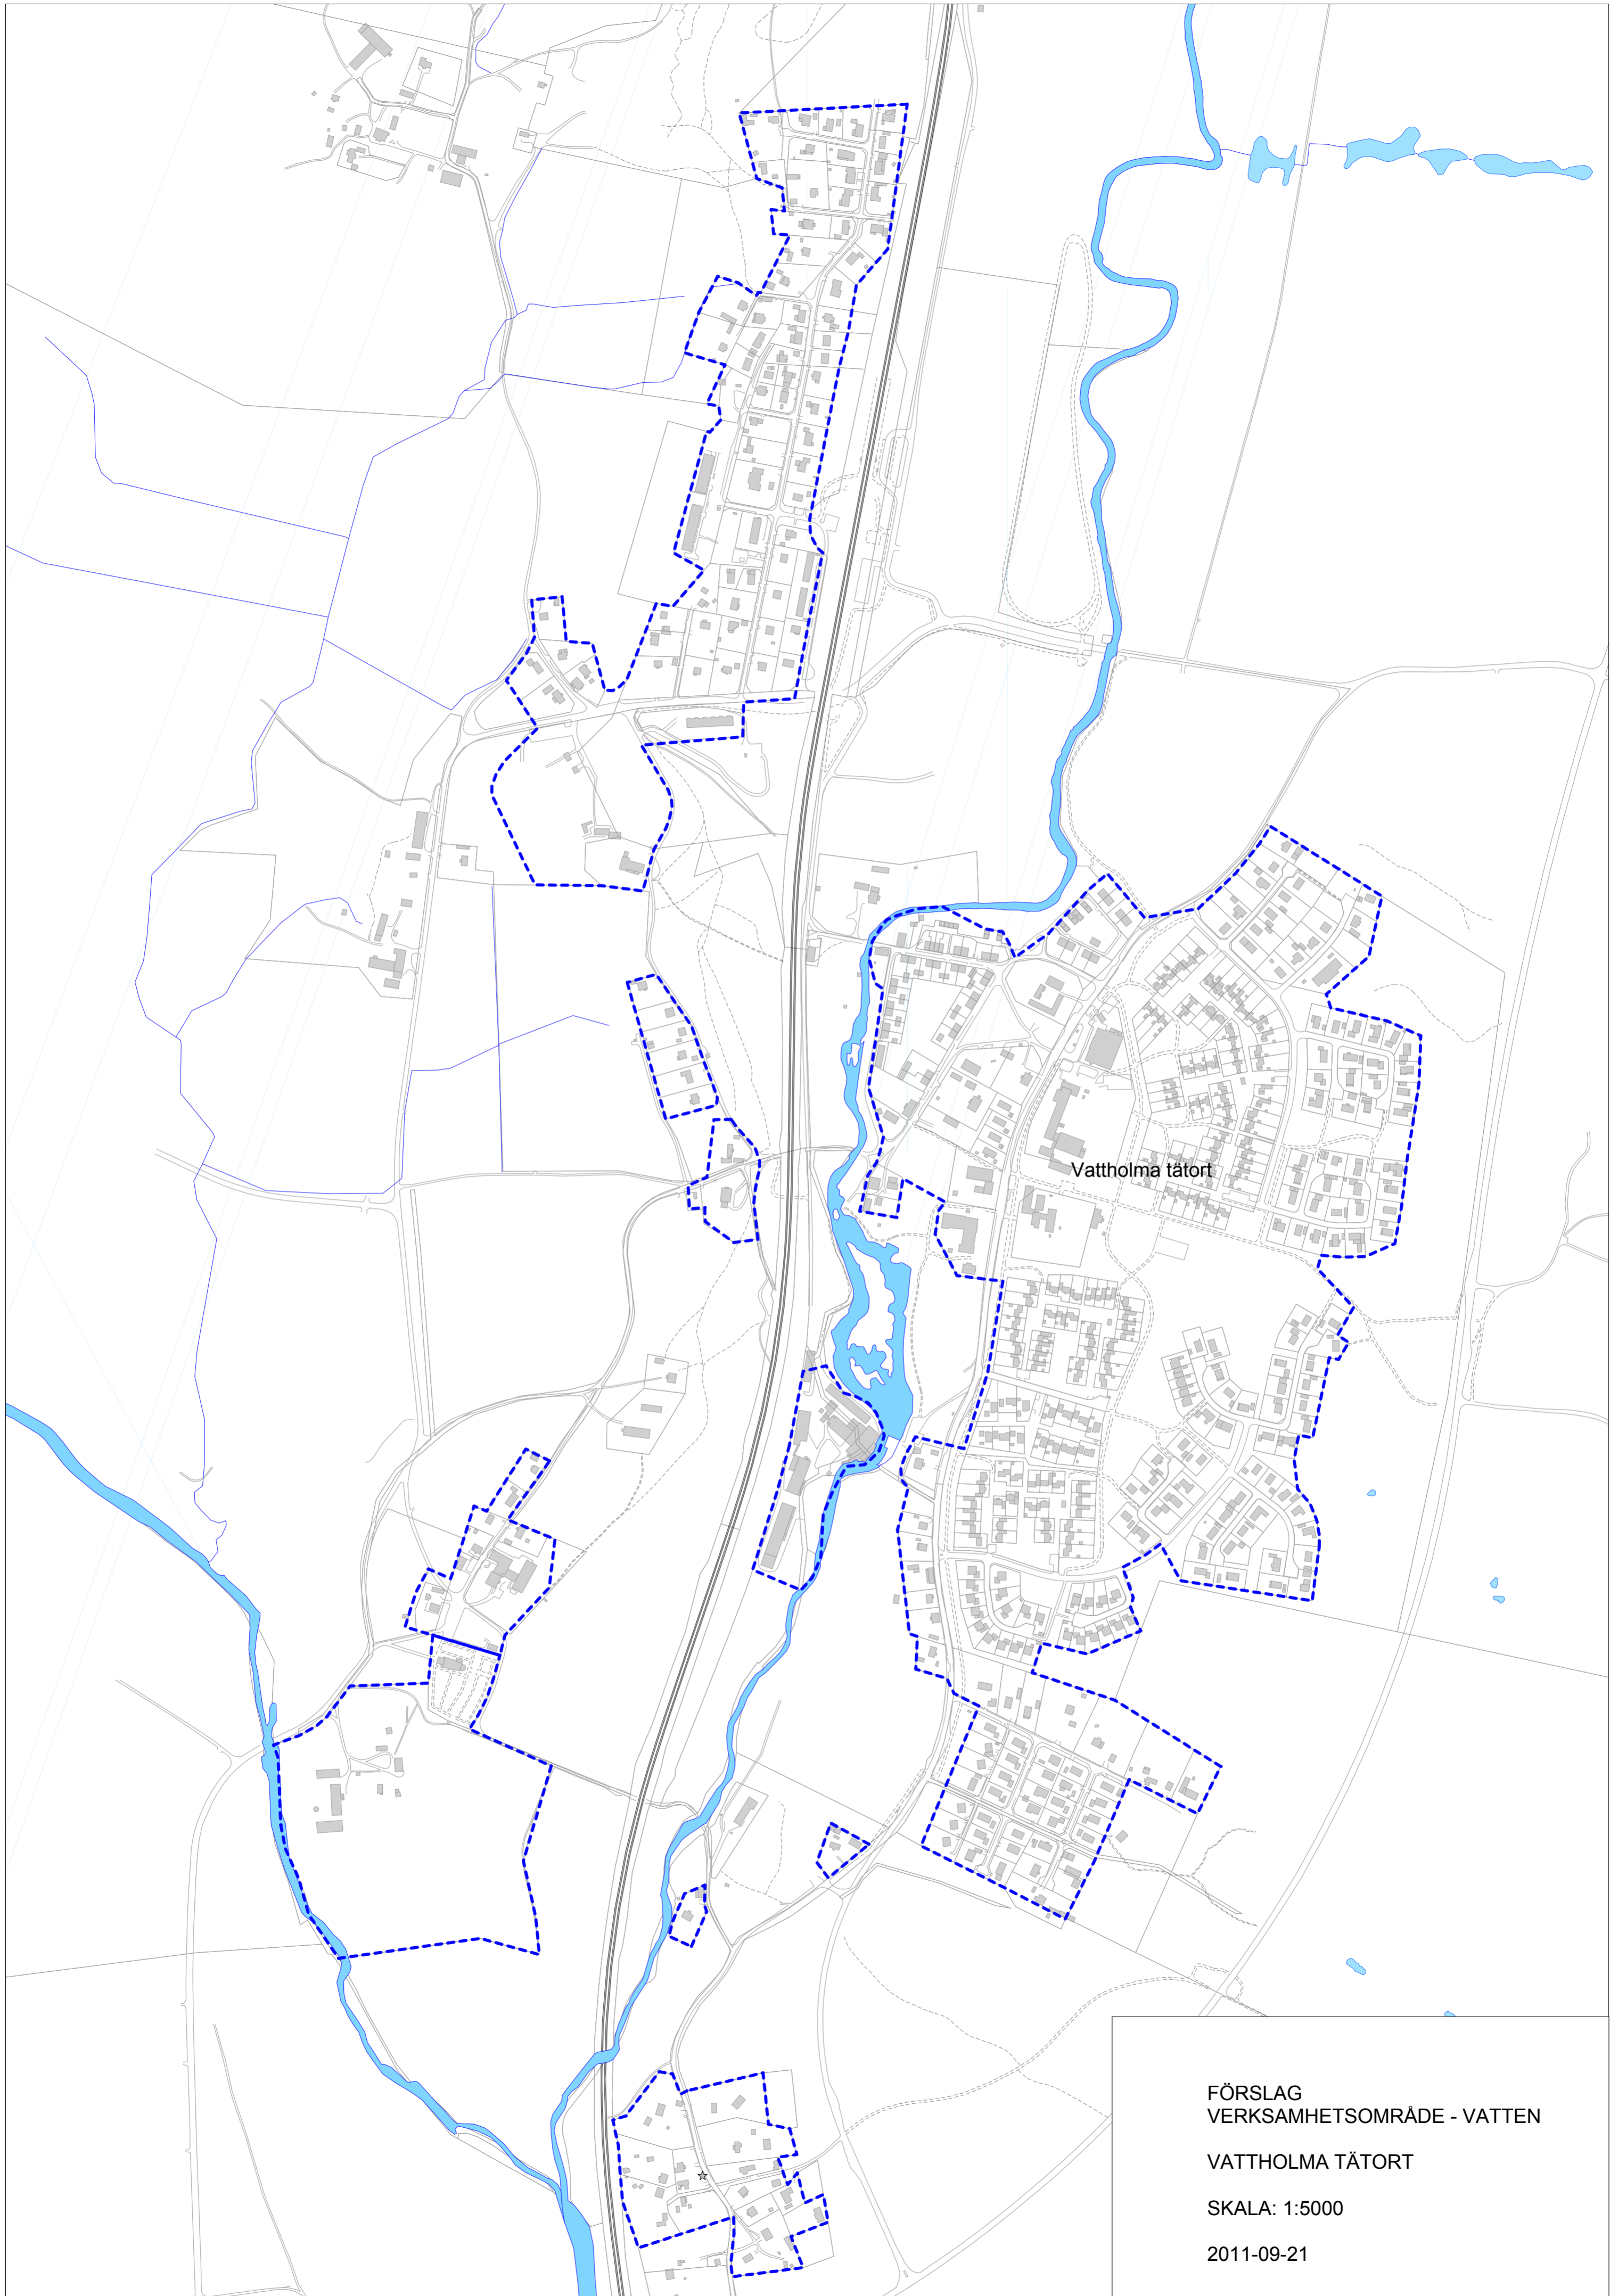 Vattholma tätort
FÖRSLAG
VERKSAMHETSOMRÅDE - VATTEN
VATTHOLMA TÄTORT
SKALA: 1:5000
2011-09-21